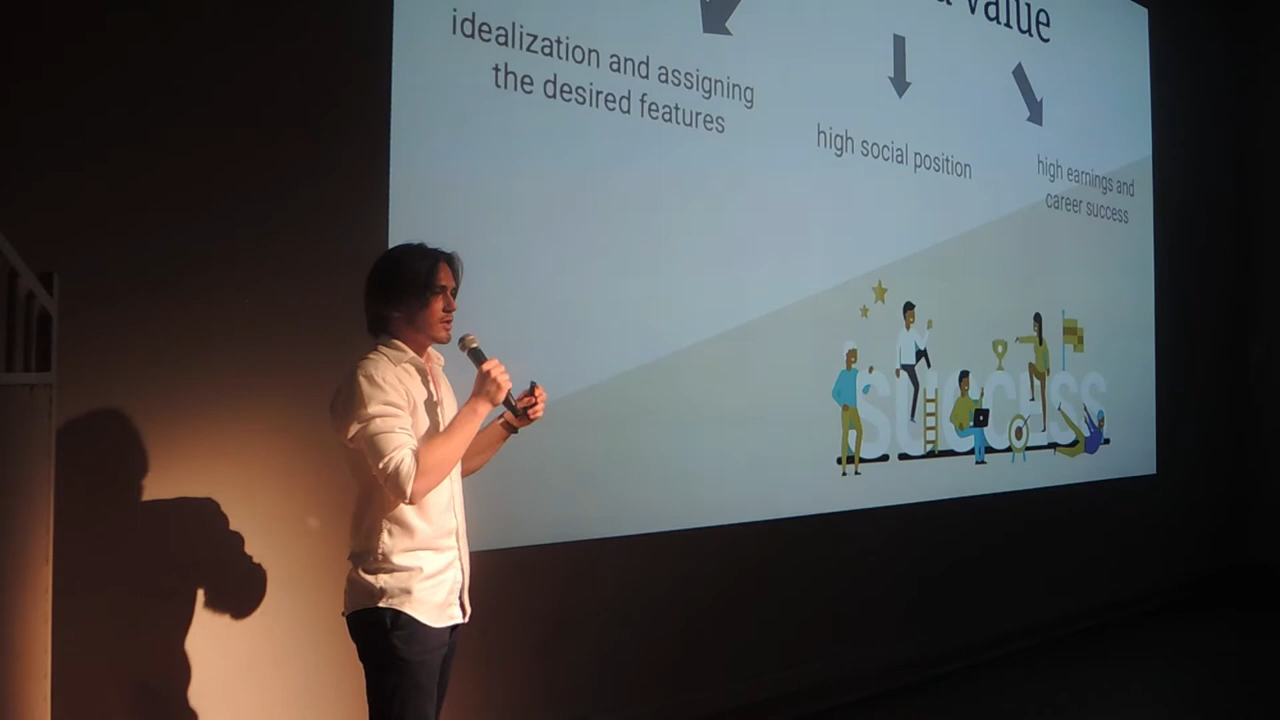 value
idealization and assigning
the desired features
high social position
high earnings and
career success
SUCCESS